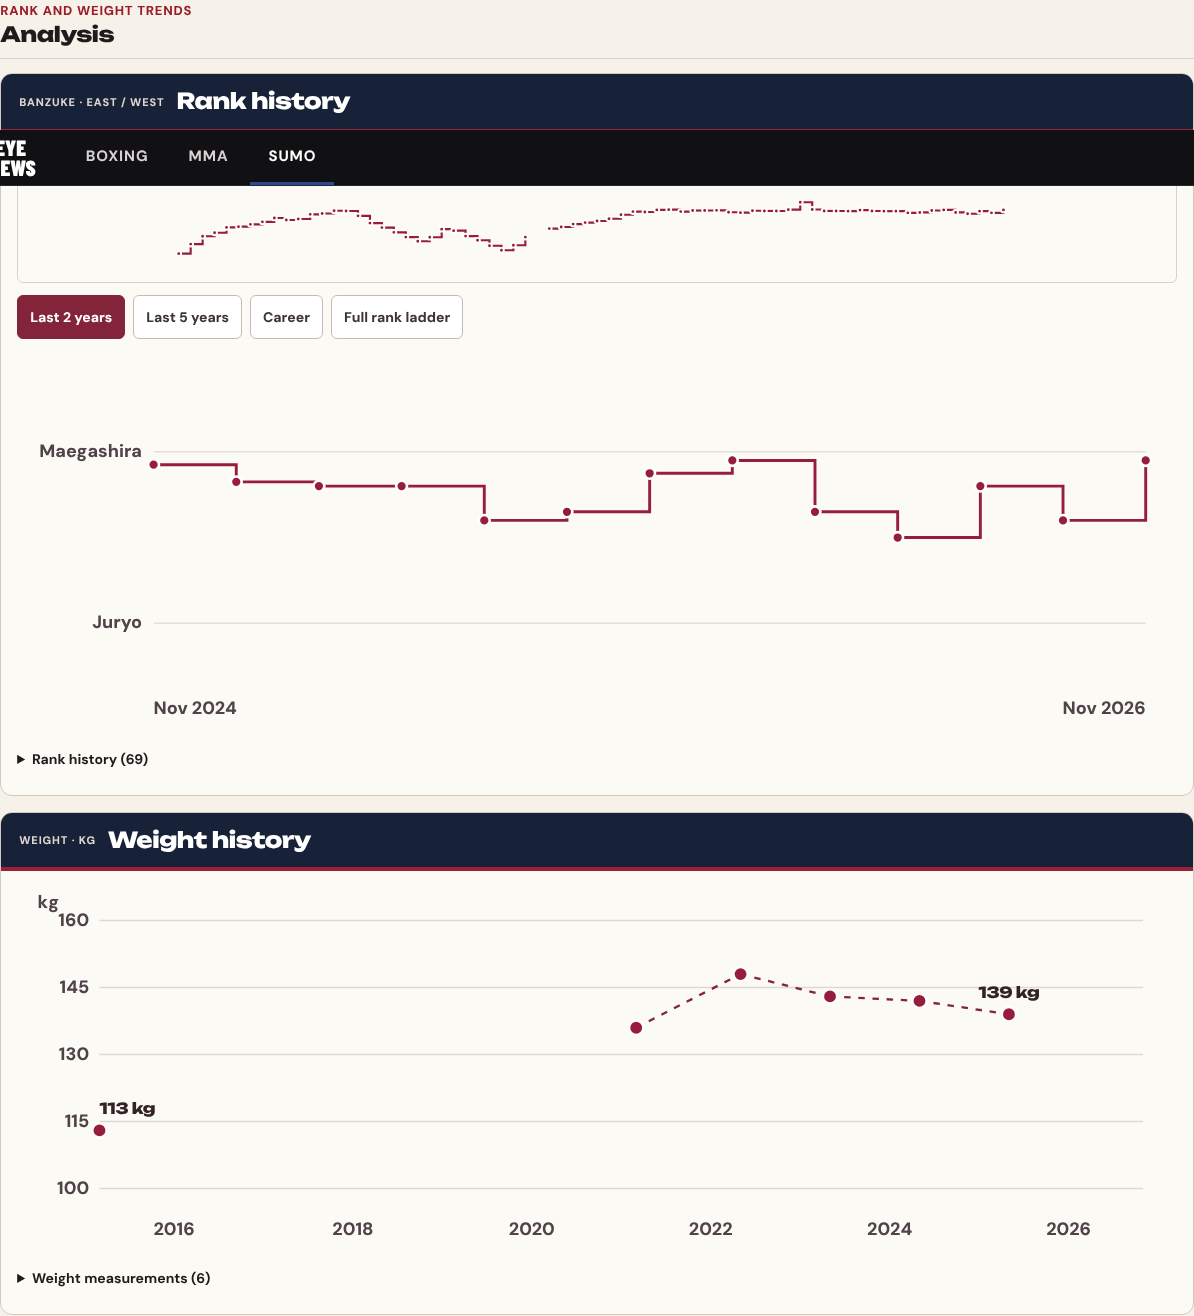 RANK AND WEIGHT TRENDS
Analysis
BANZUKE · EAST / WEST Rank history
EYE
EWS
BOXING MMA SUMO
Last 2 years Last 5 years Career Full rank ladder
Maegashira
Juryo
Nov 2024 Nov 2026
▶ Rank history (69)
WEIGHT · KG Weight history
kg
160
145
139 kg
130
113 kg
115
100
2016 2018 2020 2022 2024 2026
▶ Weight measurements (6)